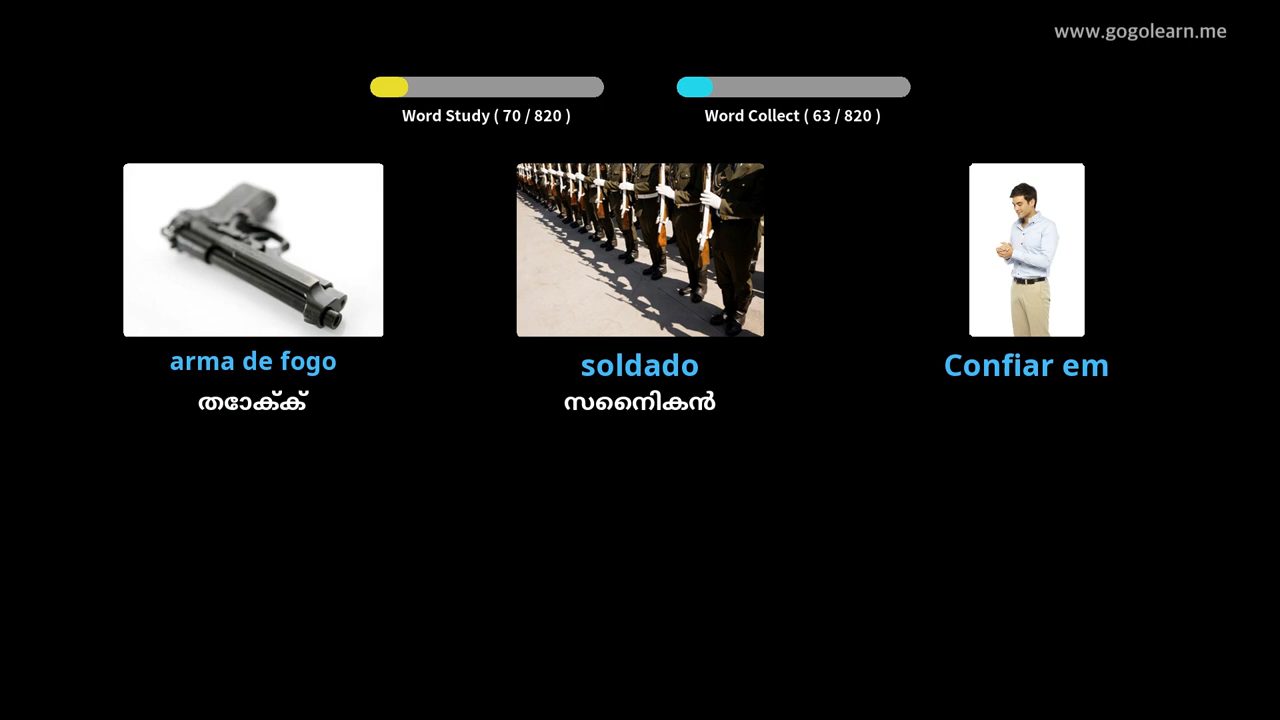 www.gogolearn.me
Word Study ( 70 / 820 )
Word Collect ( 63 / 820 )
arma de fogo
soldado
Confiar em
തോക്ക്
സൈനികൻ